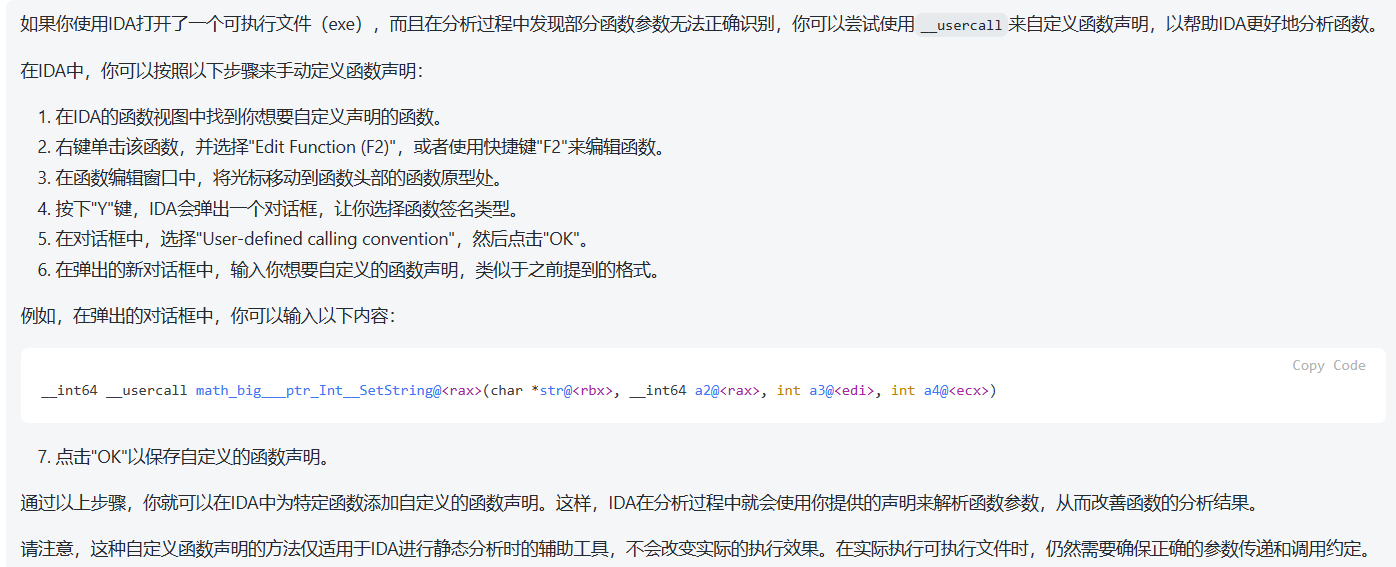 如果你使用IDA打开了一个可执行文件（exe），而且在分析过程中发现部分函数参数无法正确识别，你可以尝试使用 __usercall 来自定义函数声明，以帮助IDA更好地分析函数。
在IDA中，你可以按照以下步骤来手动定义函数声明：
1. 在IDA的函数视图中找到你想要自定义声明的函数。
2. 右键单击该函数，并选择"Edit Function (F2)"，或者使用快捷键"F2"来编辑函数。
3. 在函数编辑窗口中，将光标移动到函数头部的函数原型处。
4. 按下"Y"键，IDA会弹出一个对话框，让你选择函数签名类型。
5. 在对话框中，选择"User-defined calling convention"，然后点击"OK"。
6. 在弹出的新对话框中，输入你想要自定义的函数声明，类似于之前提到的格式。
例如，在弹出的对话框中，你可以输入以下内容：
Copy Code
__int64 __usercall math_big___ptr_Int__SetString@<rax>(char *str@<rbx>, __int64 a2@<rax>, int a3@<edi>, int a4@<ecx>)
7. 点击"OK"以保存自定义的函数声明。
通过以上步骤，你就可以在IDA中为特定函数添加自定义的函数声明。这样，IDA在分析过程中就会使用你提供的声明来解析函数参数，从而改善函数的分析结果。
请注意，这种自定义函数声明的方法仅适用于IDA进行静态分析时的辅助工具，不会改变实际的执行效果。在实际执行可执行文件时，仍然需要确保正确的参数传递和调用约定。